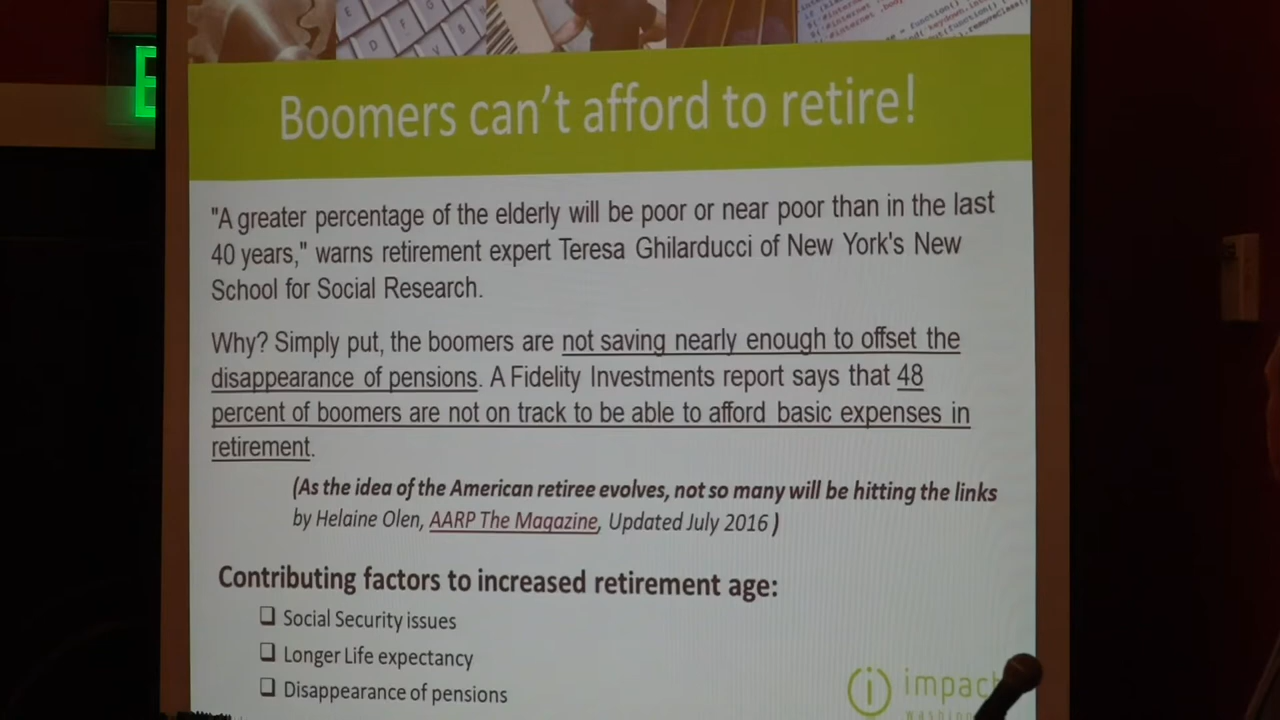 E
Boomers can't afford to retire!
"A greater percentage of the elderly will be poor or near poor than in the last
40 years," warns retirement expert Teresa Ghilarducci of New York's New
School for Social Research.
Why? Simply put, the boomers are not saving nearly enough to offset the
disappearance of pensions. A Fidelity Investments report says that 48
percent of boomers are not on track to be able to afford basic expenses in
retirement.
(As the idea of the American retiree evolves, not so many will be hitting the links
by Helaine Olen, AARP The Magazine, Updated July 2016 )
Contributing factors to increased retirement age:
❑ Social Security issues
❑ Longer Life expectancy
❑ Disappearance of pensions
impact